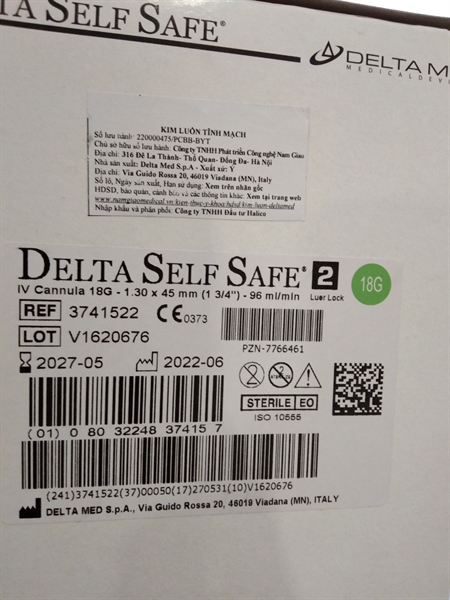 TA SELF SAFE®
DELTA M
MEDICALDEV
KIM LUỒN TĨNH MẠCH
Số lưu hành: 220000475/PCBB-BYT
Chủ sở hữu số lưu hành: Công ty TNHH Phát triển Công nghệ Nam Giao
Địa chỉ: 316 Đê La Thành- Thổ Quan- Đống Đa- Hà Nội
Nhà sản xuất: Delta Med S.p.A - Xuất xứ: Ý
Địa chỉ: Via Guido Rossa 20, 46019 Viadana (MN), Italy
Số lô, Ngày sản xuất, Hạn sử dụng: Xem trên nhãn gốc
HDSD, bảo quản, cảnh báo và các thông tin khác: Xem tại trang web
Nhập khẩu và phân phối: Công ty TNHH Đầu tư Halico
DELTA SELF SAFE® 2 18G
IV Cannula 18G - 1.30 x 45 mm (1 3/4") - 96 ml/min Luer Lock
REF 3741522 CE 0373
LOT V1620676
PZN-7766461
2027-05 2022-06
STERILE EO
ISO 10555
(01) 0 80 32248 37415 7
(241)3741522(37)00050(17)270531(10)V1620676
DELTA MED S.p.A., Via Guido Rossa 20, 46019 Viadana (MN), ITALY